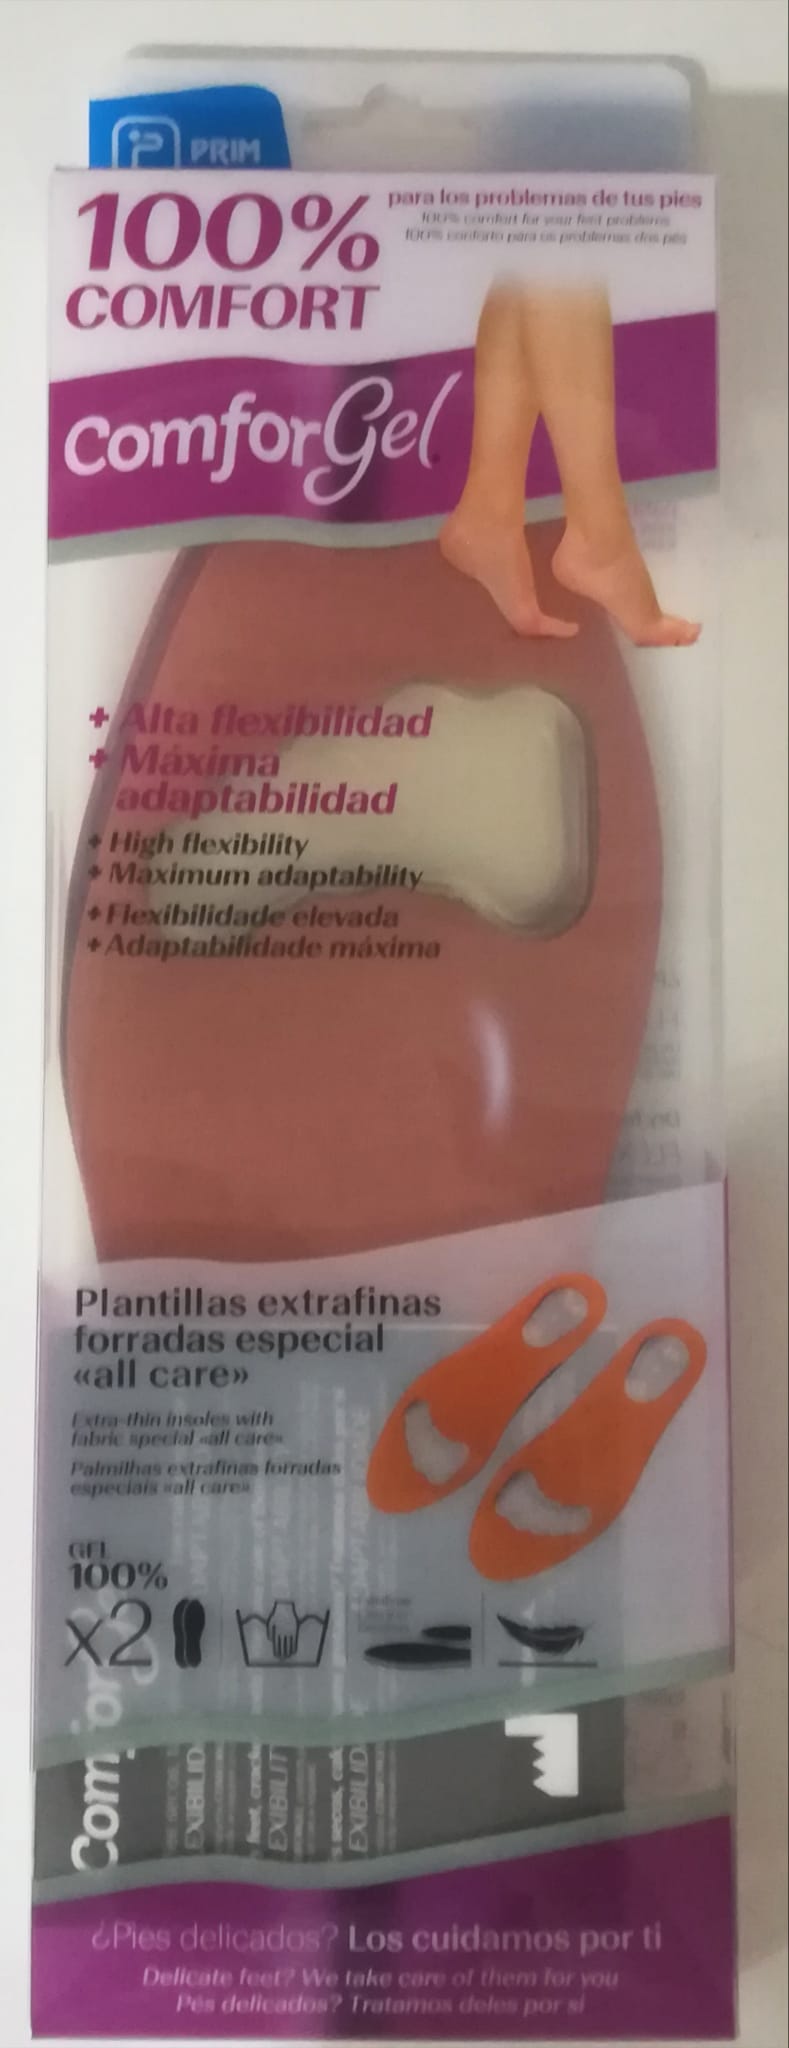 PRIM
100%
COMFORT
para los problemas de tus pies
100% comfort for your feet problems
100% conforto para os problemas dos pés
ComforGel
+ Alta flexibilidad
+ Máxima
adaptabilidad
+ High flexibility
+ Maximum adaptability
+ Flexibilidade elevada
+ Adaptabilidade máxima
Plantillas extrafinas
forradas especial
«all care»
Extra-thin insoles with
fabric special «all care»
Palmilhas extrafinas forradas
especiais «all care»
GEL
100%
x2
¿Pies delicados? Los cuidamos por ti
Delicate feet? We take care of them for you
Pés delicados? Tratamos deles por si